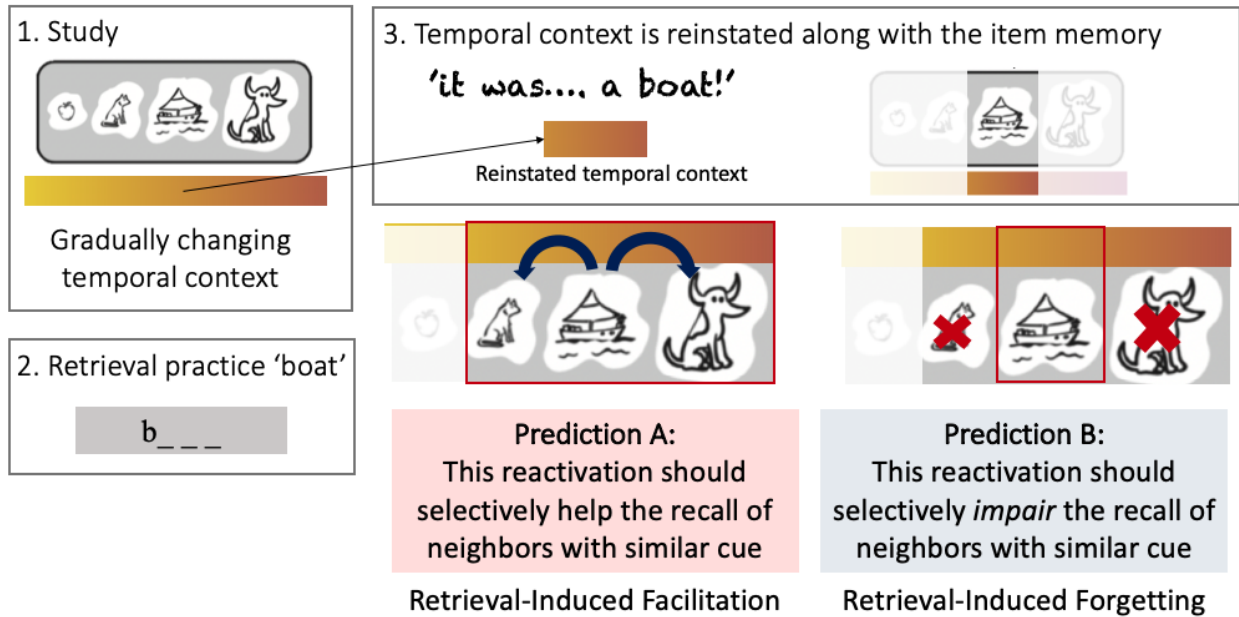 1. Study
Gradually changing
temporal context
2. Retrieval practice ‘boat’
b_ _ _
3. Temporal context is reinstated along with the item memory
‘it was.... a boat!’
Reinstated temporal context
Prediction A:
This reactivation should
selectively help the recall of
neighbors with similar cue
Retrieval-Induced Facilitation
Prediction B:
This reactivation should
selectively impair the recall of
neighbors with similar cue
Retrieval-Induced Forgetting